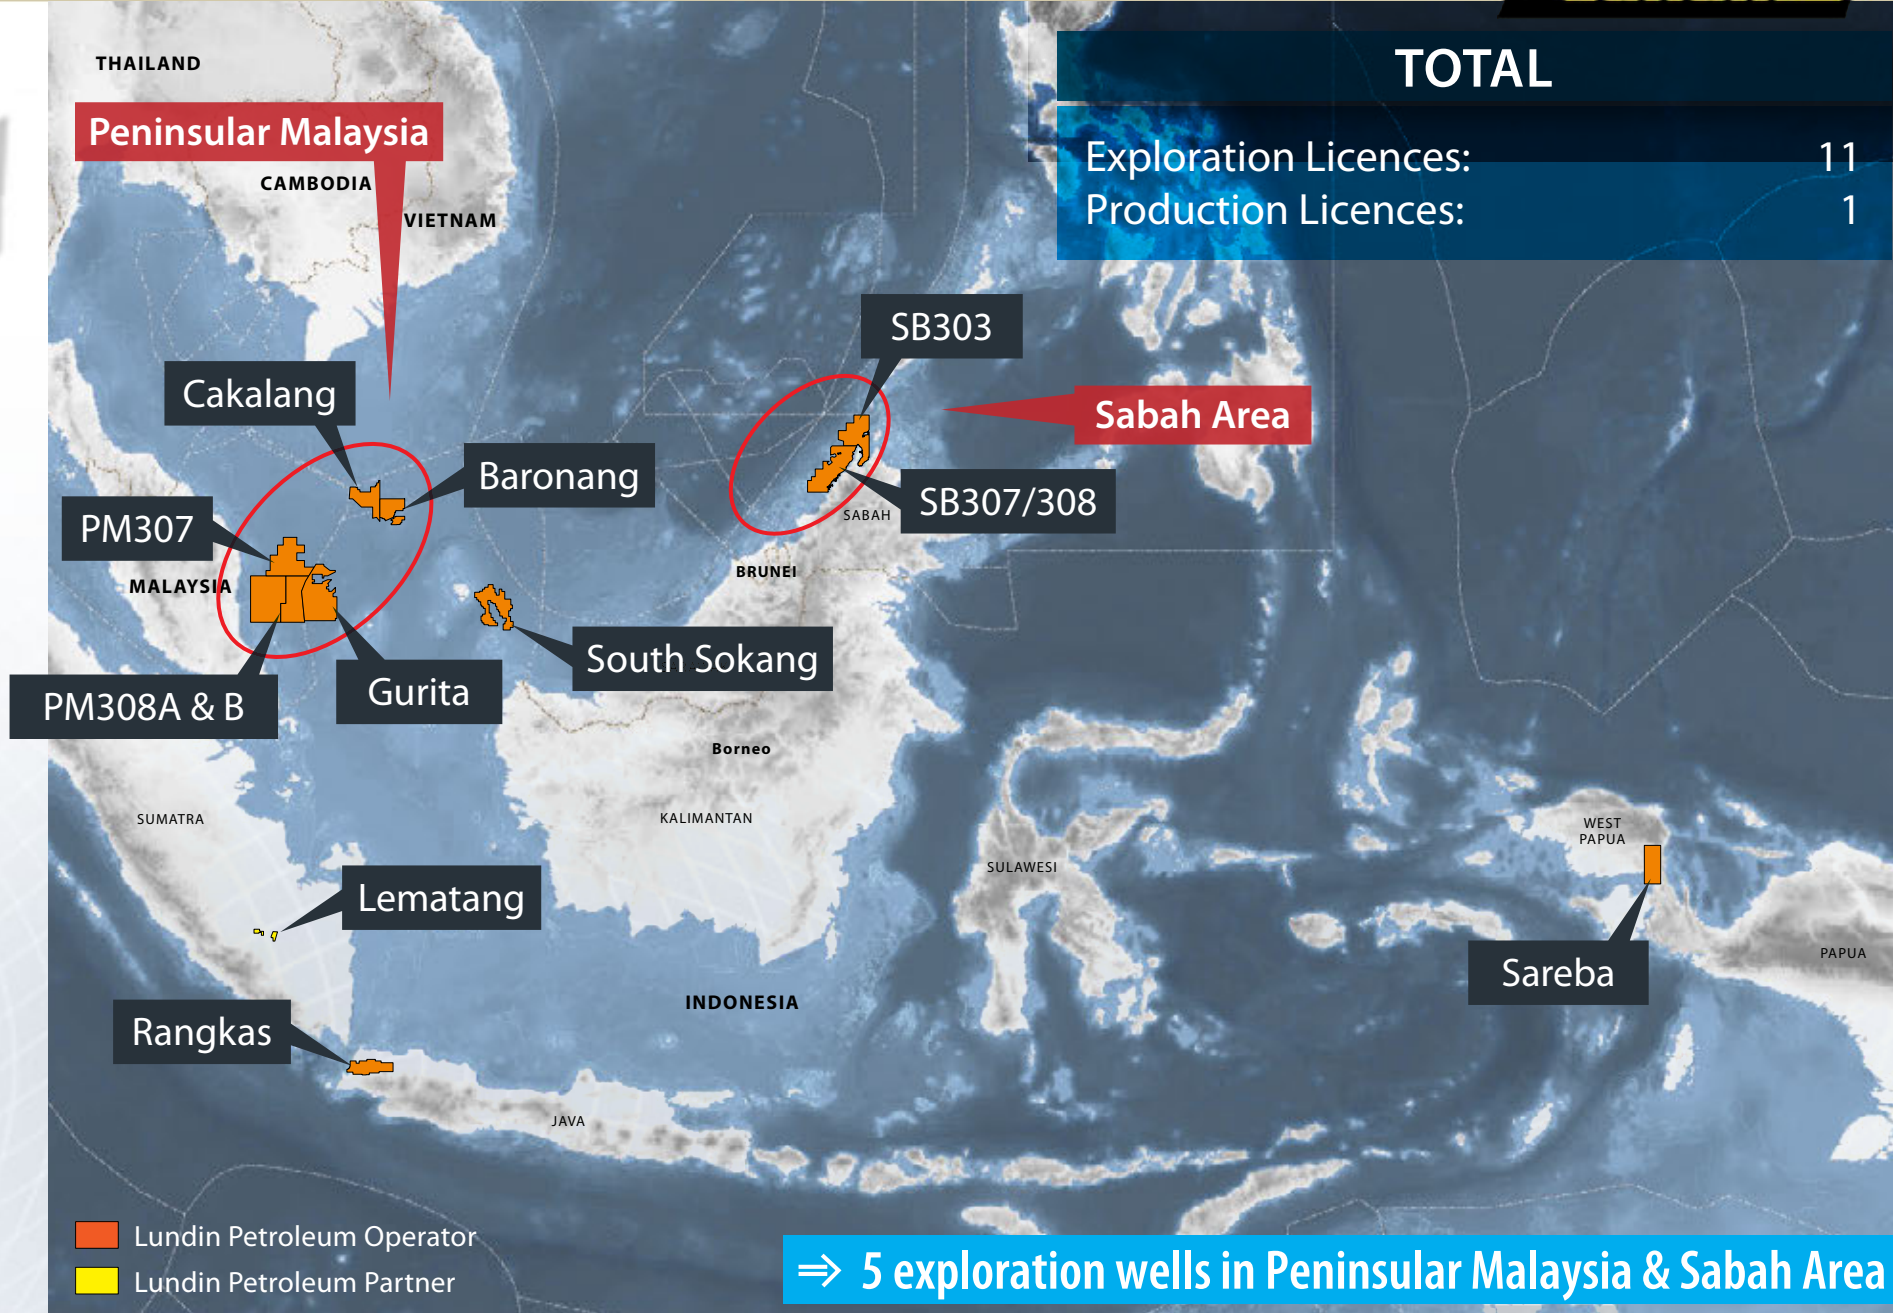 TOTAL
Exploration Licences: 11
Production Licences: 1
THAILAND
Peninsular Malaysia
CAMBODIA
VIETNAM
SB303
Cakalang
Sabah Area
Baronang
SB307/308
PM307
SABAH
BRUNEI
MALAYSIA
South Sokang
PM308A & B
Gurita
Borneo
SUMATRA
KALIMANTAN
WEST
PAPUA
SULAWESI
Lematang
Sareba
PAPUA
INDONESIA
Rangkas
JAVA
Lundin Petroleum Operator
Lundin Petroleum Partner
⇒ 5 exploration wells in Peninsular Malaysia & Sabah Area